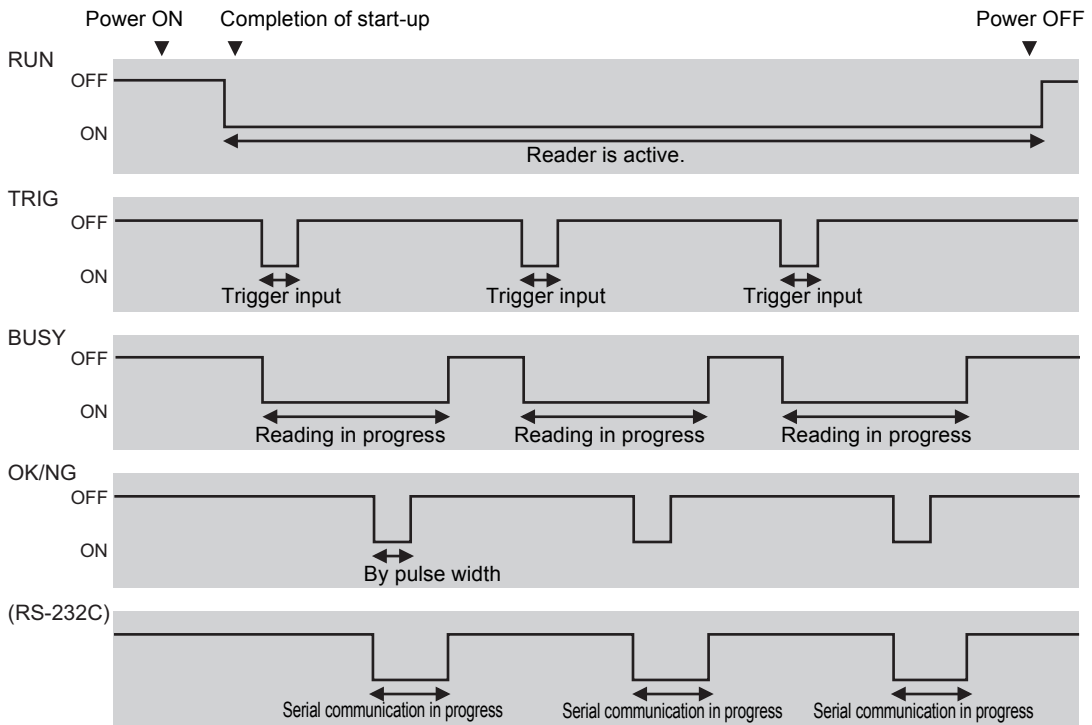 Power ON Completion of start-up Power OFF
RUN
OFF
ON
Reader is active.
TRIG
OFF
ON
Trigger input Trigger input Trigger input
BUSY
OFF
ON
Reading in progress Reading in progress Reading in progress
OK/NG
OFF
ON
By pulse width
(RS-232C)
Serial communication in progress Serial communication in progress Serial communication in progress